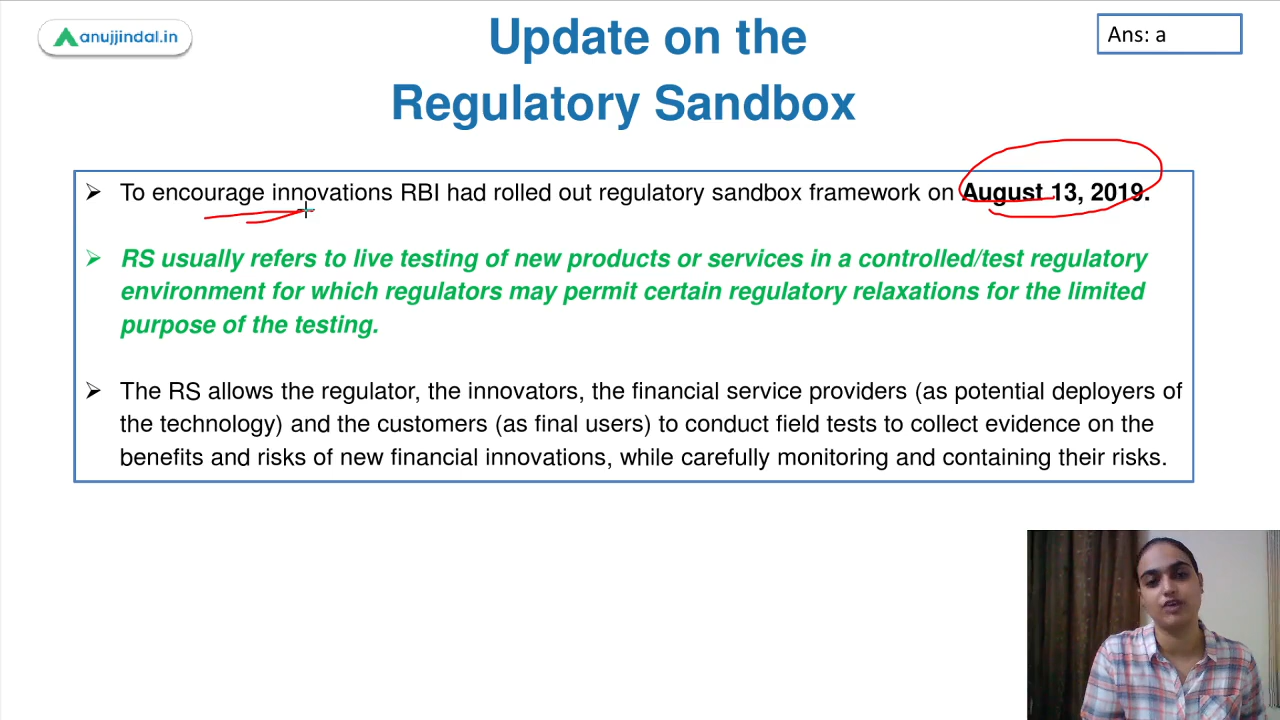 anujjindal.in
Update on the
Regulatory Sandbox
Ans: a
To encourage innovations RBI had rolled out regulatory sandbox framework on August 13, 2019.
RS usually refers to live testing of new products or services in a controlled/test regulatory
environment for which regulators may permit certain regulatory relaxations for the limited
purpose of the testing.
The RS allows the regulator, the innovators, the financial service providers (as potential deployers of
the technology) and the customers (as final users) to conduct field tests to collect evidence on the
benefits and risks of new financial innovations, while carefully monitoring and containing their risks.